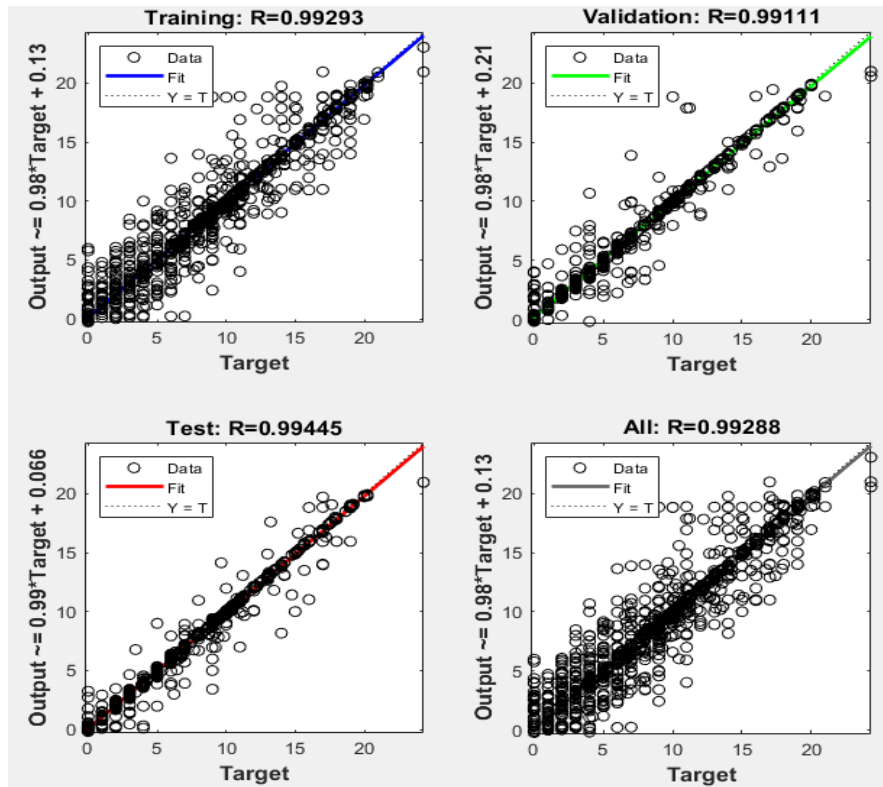 Training: R=0.99293
Output ~= 0.98*Target + 0.13
Data
Fit
Y = T
20
15
10
5
0
0 5 10 15 20
Target
Validation: R=0.99111
Output ~= 0.98*Target + 0.21
Data
Fit
Y = T
20
15
10
5
0
0 5 10 15 20
Target
Test: R=0.99445
Output ~= 0.99*Target + 0.066
Data
Fit
Y = T
20
15
10
5
0
0 5 10 15 20
Target
All: R=0.99288
Output ~= 0.98*Target + 0.13
Data
Fit
Y = T
20
15
10
5
0
0 5 10 15 20
Target